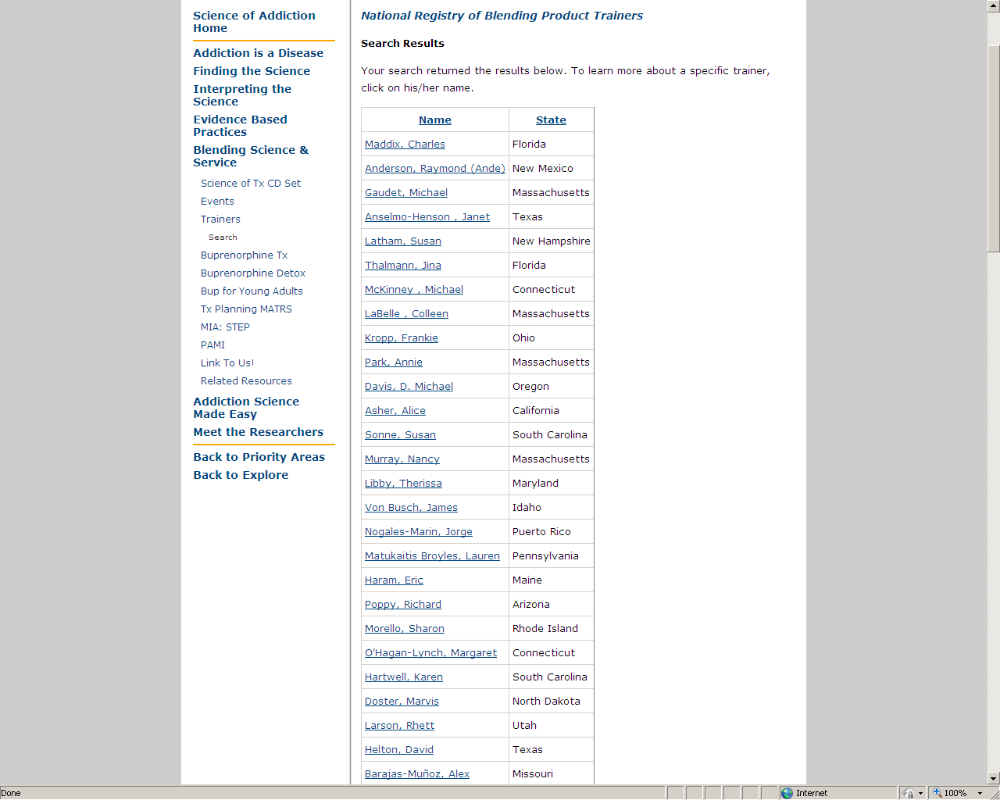 Science of Addiction
Home
Addiction is a Disease
Finding the Science
Interpreting the
Science
Evidence Based
Practices
Blending Science &
Service
Science of Tx CD Set
Events
Trainers
Search
Buprenorphine Tx
Buprenorphine Detox
Bup for Young Adults
Tx Planning MATRS
MIA: STEP
PAMI
Link To Us!
Related Resources
Addiction Science
Made Easy
Meet the Researchers
Back to Priority Areas
Back to Explore
National Registry of Blending Product Trainers
Search Results
Your search returned the results below. To learn more about a specific trainer,
click on his/her name.
Name State
Maddix, Charles Florida
Anderson, Raymond (Ande) New Mexico
Gaudet, Michael Massachusetts
Anselmo-Henson , Janet Texas
Latham, Susan New Hampshire
Thalmann, Jina Florida
McKinney , Michael Connecticut
LaBelle , Colleen Massachusetts
Kropp, Frankie Ohio
Park, Annie Massachusetts
Davis, D. Michael Oregon
Asher, Alice California
Sonne, Susan South Carolina
Murray, Nancy Massachusetts
Libby, Therissa Maryland
Von Busch, James Idaho
Nogales-Marin, Jorge Puerto Rico
Matukaitis Broyles, Lauren Pennsylvania
Haram, Eric Maine
Poppy, Richard Arizona
Morello, Sharon Rhode Island
O'Hagan-Lynch, Margaret Connecticut
Hartwell, Karen South Carolina
Doster, Marvis North Dakota
Larson, Rhett Utah
Helton, David Texas
Barajas-Muñoz, Alex Missouri
Done Internet 100%